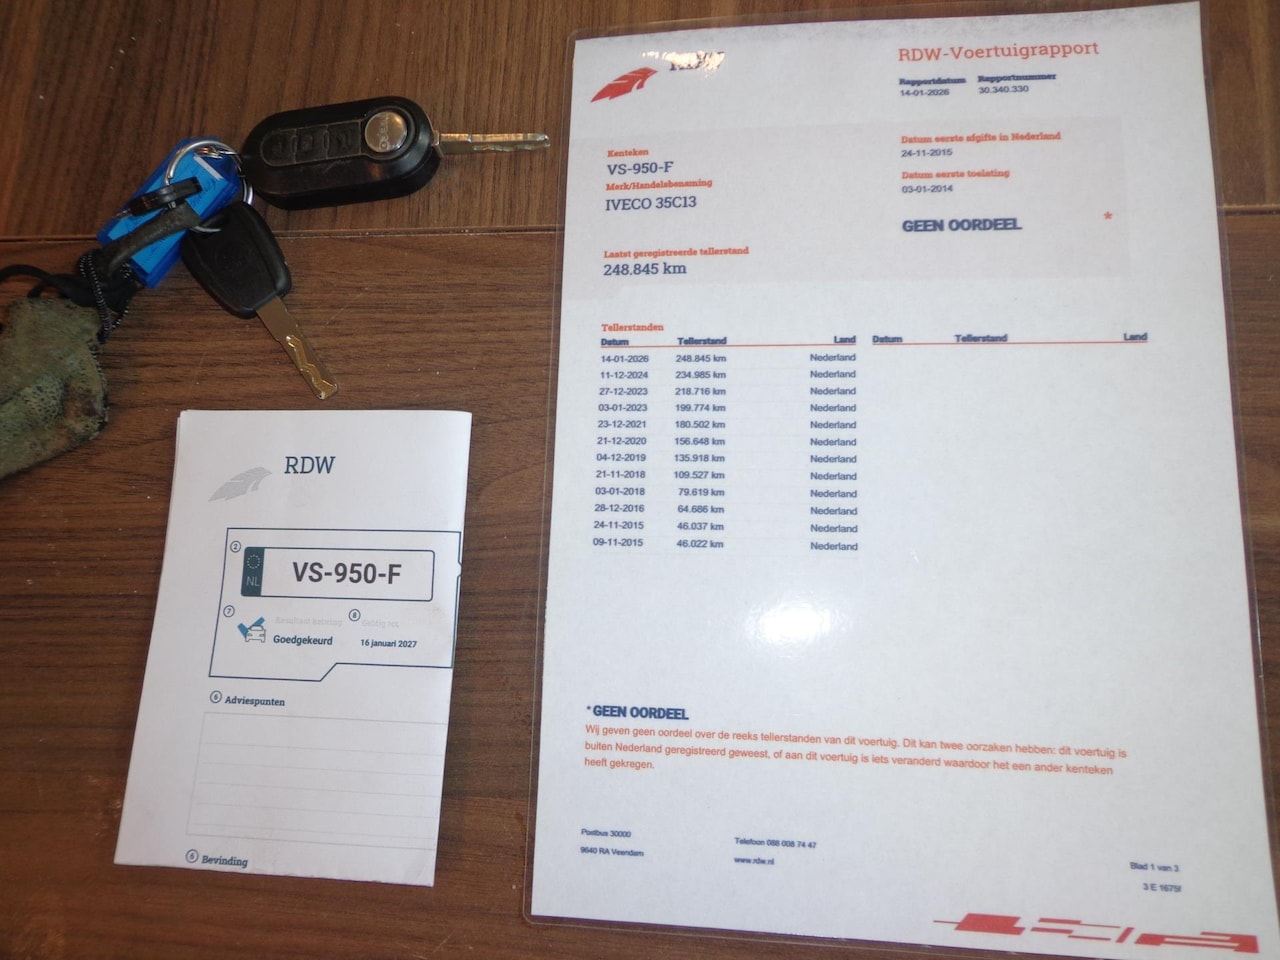 RDW
RDW-Voertuigrapport
Rapportdatum Rapportnummer
14-01-2026 30.340.330
Kenteken
VS-950-F
Merk/Handelsbenaming
IVECO 35C13
Laatst geregistreerde tellerstand
248.845 km
Datum eerste afgifte in Nederland
24-11-2015
Datum eerste toelating
03-01-2014
GEEN OORDEEL *
Tellerstanden
Datum Tellerstand Land Datum Tellerstand Land
14-01-2026 248.845 km Nederland
11-12-2024 234.985 km Nederland
27-12-2023 218.716 km Nederland
03-01-2023 199.774 km Nederland
23-12-2021 180.502 km Nederland
21-12-2020 156.648 km Nederland
04-12-2019 135.918 km Nederland
21-11-2018 109.527 km Nederland
03-01-2018 79.619 km Nederland
28-12-2016 64.686 km Nederland
24-11-2015 46.037 km Nederland
09-11-2015 46.022 km Nederland
*GEEN OORDEEL
Wij geven geen oordeel over de reeks tellerstanden van dit voertuig. Dit kan twee oorzaken hebben: dit voertuig is
buiten Nederland geregistreerd geweest, of aan dit voertuig is iets veranderd waardoor het een ander kenteken
heeft gekregen.
Postbus 30000
9640 RA Veendam
Telefoon 088 008 74 47
www.rdw.nl
Blad 1 van 3
3 E 1679f
RDW
2
NL
VS-950-F
7 8
Goedgekeurd 16 januari 2027
6 Adviespunten
6 Bevinding